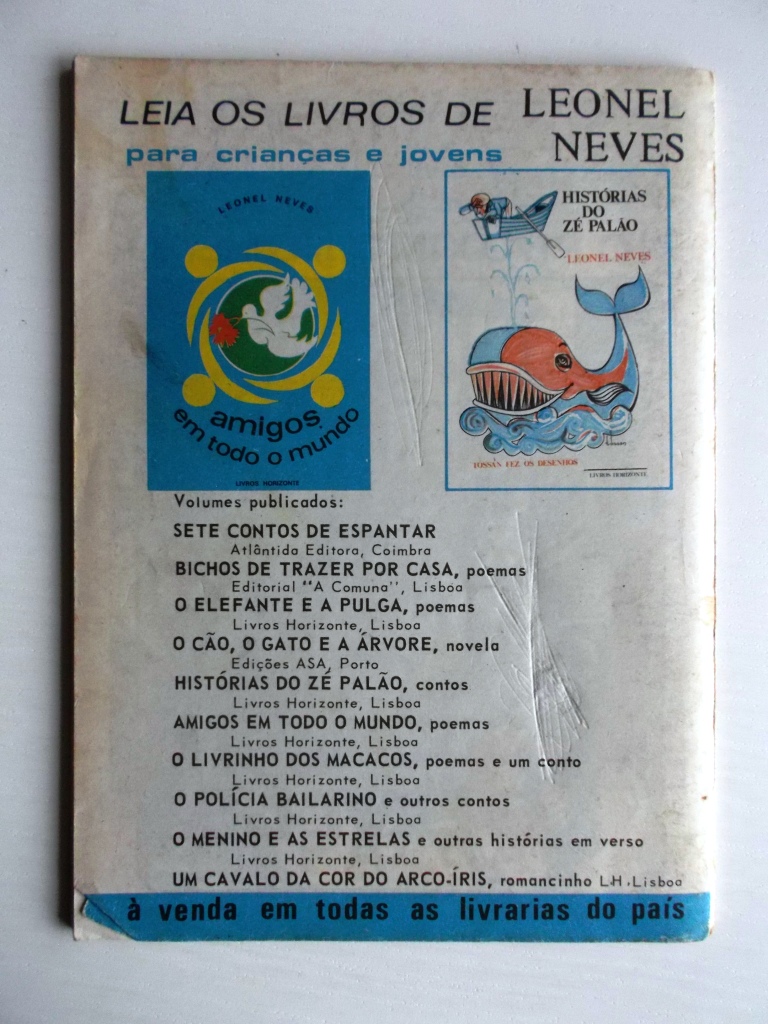 LEIA OS LIVROS DE LEONEL NEVES
para crianças e jovens
LEONEL NEVES
amigos
em todo o mundo
LIVROS HORIZONTE
HISTÓRIAS
DO
ZÉ PALÃO
LEONEL NEVES
TOSSAN FEZ OS DESENHOS
LIVROS HORIZONTE
Volumes publicados:
SETE CONTOS DE ESPANTAR
Atlântida Editora, Coimbra
BICHOS DE TRAZER POR CASA, poemas
Editorial "A Comuna", Lisboa
O ELEFANTE E A PULGA, poemas
Livros Horizonte, Lisboa
O CÃO, O GATO E A ÁRVORE, novela
Edições ASA, Porto
HISTÓRIAS DO ZÉ PALÃO, contos
Livros Horizonte, Lisboa
AMIGOS EM TODO O MUNDO, poemas
Livros Horizonte, Lisboa
O LIVRINHO DOS MACACOS, poemas e um conto
Livros Horizonte, Lisboa
O POLÍCIA BAILARINO e outros contos
Livros Horizonte, Lisboa
O MENINO E AS ESTRELAS e outras histórias em verso
Livros Horizonte, Lisboa
UM CAVALO DA COR DO ARCO-ÍRIS, romancinho L.H., Lisboa
à venda em todas as livrarias do país